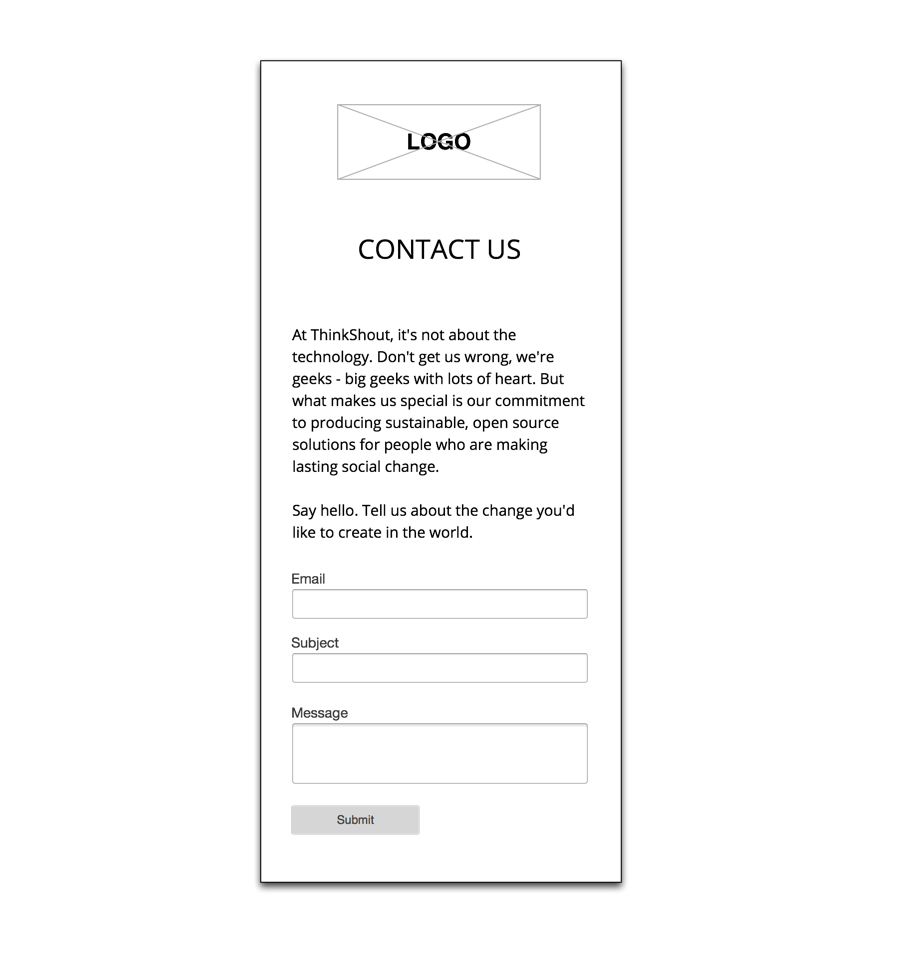 LOGO
CONTACT US
At ThinkShout, it's not about the
technology. Don't get us wrong, we're
geeks - big geeks with lots of heart. But
what makes us special is our commitment
to producing sustainable, open source
solutions for people who are making
lasting social change.
Say hello. Tell us about the change you'd
like to create in the world.
Email
Subject
Message
Submit